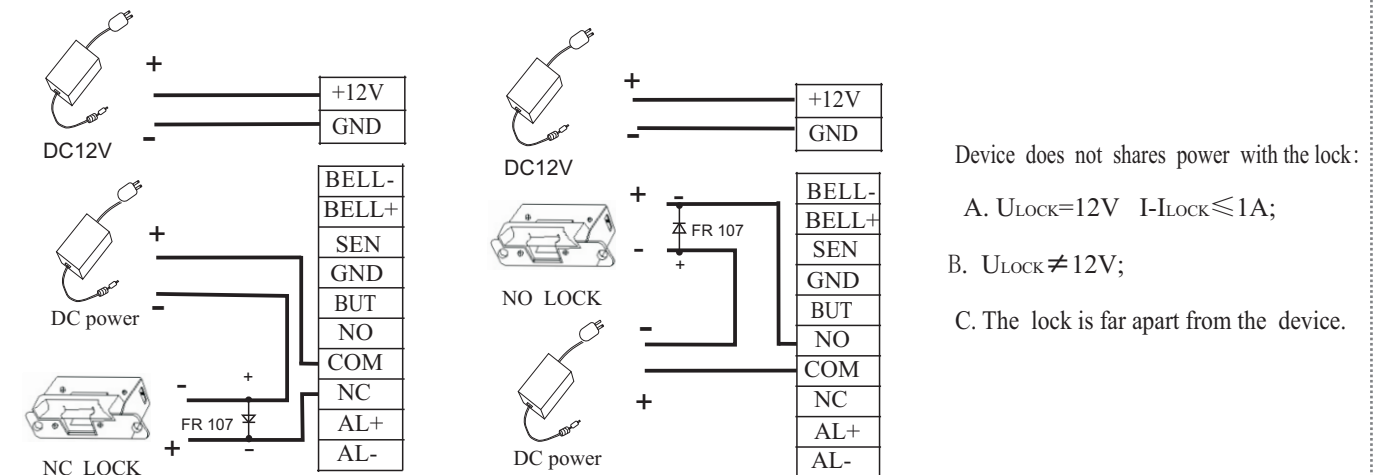 +
-
DC12V
+12V
GND
+
-
DC power
BELL-
BELL+
SEN
GND
BUT
NO
COM
NC
AL+
AL-
-
+
FR 107
-
+
NC LOCK
+
-
DC12V
+12V
GND
+
-
-
FR 107
+
NO LOCK
BELL-
BELL+
SEN
GND
BUT
NO
COM
NC
AL+
AL-
-
+
DC power
Device does not shares power with the lock:
A. ULOCK=12V I-ILOCK≤1A;
B. ULOCK≠12V;
C. The lock is far apart from the device.